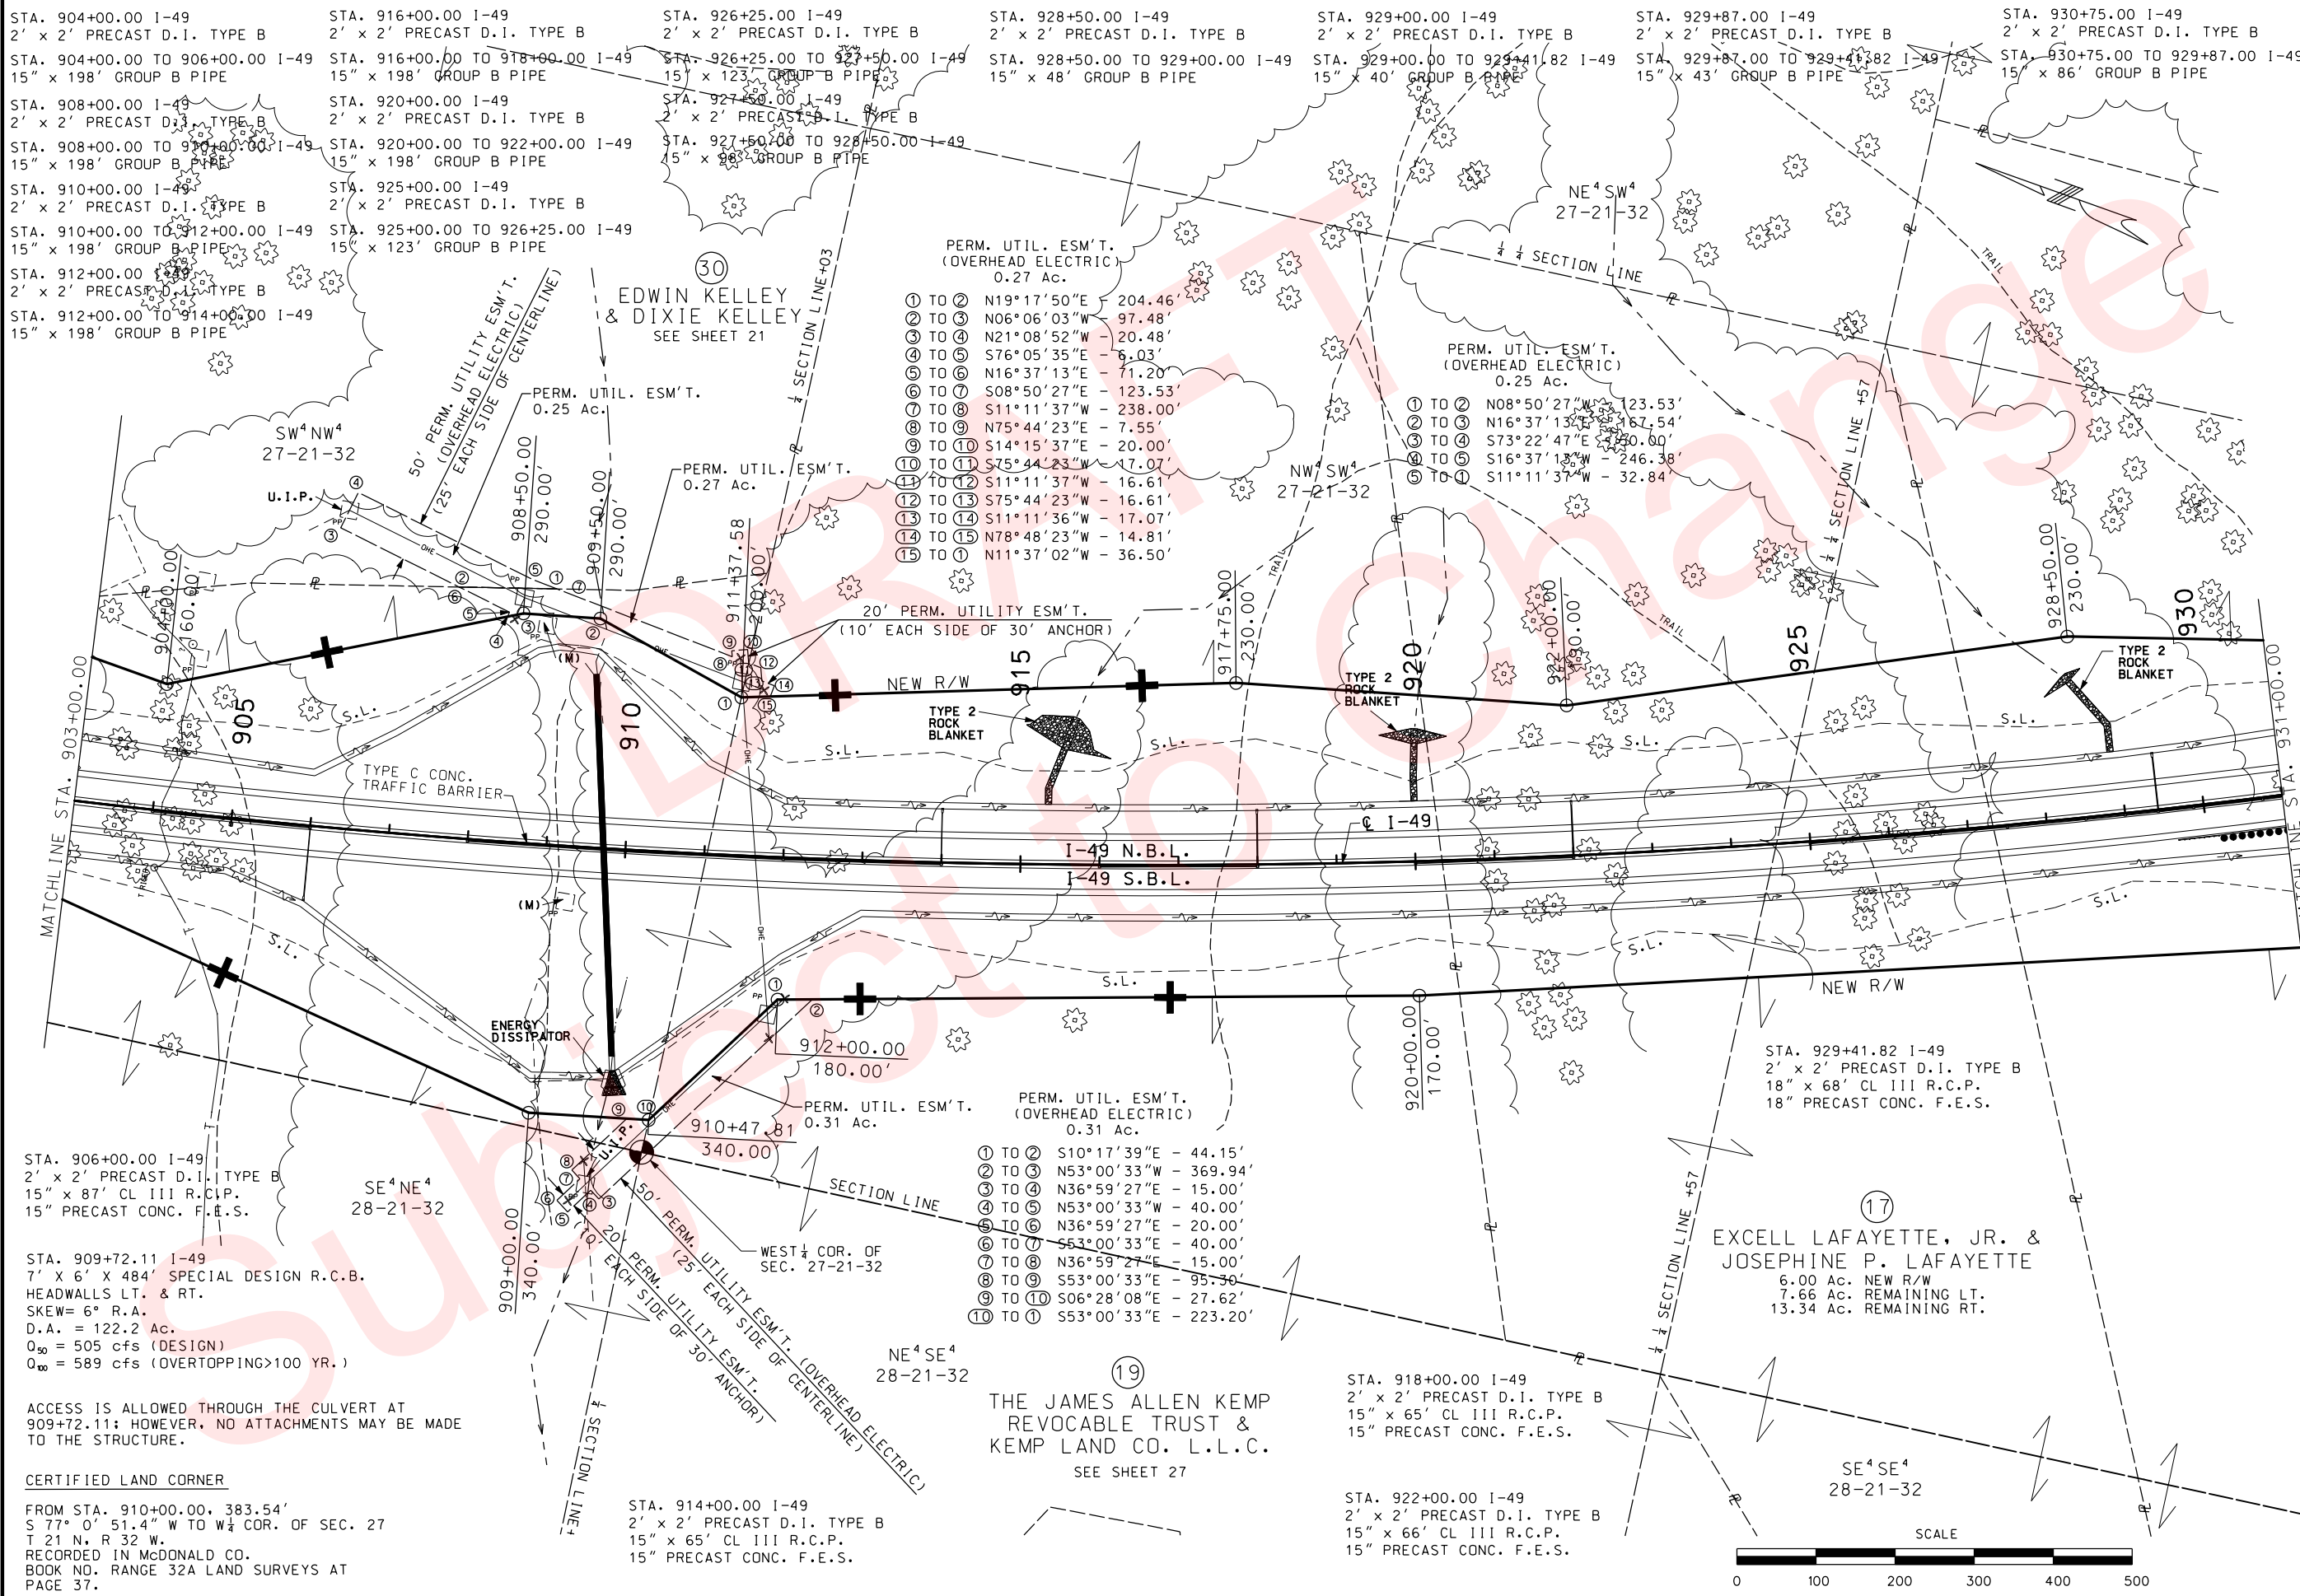 STA. 904+00.00 I-49
2' x 2' PRECAST D.I. TYPE B
STA. 904+00.00 TO 906+00.00 I-49
15" x 198' GROUP B PIPE
STA. 908+00.00 I-49
2' x 2' PRECAST D.I. TYPE B
STA. 908+00.00 TO 910+00.00 I-49
15" x 198' GROUP B PIPE
STA. 910+00.00 I-49
2' x 2' PRECAST D.I. TYPE B
STA. 910+00.00 TO 912+00.00 I-49
15" x 198' GROUP B PIPE
STA. 912+00.00 I-49
2' x 2' PRECAST D.I. TYPE B
STA. 912+00.00 TO 914+00.00 I-49
15" x 198' GROUP B PIPE
STA. 916+00.00 I-49
2' x 2' PRECAST D.I. TYPE B
STA. 916+00.00 TO 918+00.00 I-49
15" x 198' GROUP B PIPE
STA. 920+00.00 I-49
2' x 2' PRECAST D.I. TYPE B
STA. 920+00.00 TO 922+00.00 I-49
15" x 198' GROUP B PIPE
STA. 925+00.00 I-49
2' x 2' PRECAST D.I. TYPE B
STA. 925+00.00 TO 926+25.00 I-49
15" x 123' GROUP B PIPE
STA. 926+25.00 I-49
2' x 2' PRECAST D.I. TYPE B
STA. 926+25.00 TO 927+50.00 I-49
15" x 123' GROUP B PIPE
STA. 927+50.00 I-49
2' x 2' PRECAST D.I. TYPE B
STA. 927+50.00 TO 928+50.00 I-49
15" x 98' GROUP B PIPE
STA. 928+50.00 I-49
2' x 2' PRECAST D.I. TYPE B
STA. 928+50.00 TO 929+00.00 I-49
15" x 48' GROUP B PIPE
STA. 929+00.00 I-49
2' x 2' PRECAST D.I. TYPE B
STA. 929+00.00 TO 929+41.82 I-49
15" x 40' GROUP B PIPE
STA. 929+87.00 I-49
2' x 2' PRECAST D.I. TYPE B
STA. 929+87.00 TO 929+41.82 I-49
15" x 43' GROUP B PIPE
STA. 930+75.00 I-49
2' x 2' PRECAST D.I. TYPE B
STA. 930+75.00 TO 929+87.00 I-49
15" x 86' GROUP B PIPE
30
EDWIN KELLEY
& DIXIE KELLEY
SEE SHEET 21
PERM. UTIL. ESM'T.
(OVERHEAD ELECTRIC)
0.27 Ac.
1 TO 2 N19°17'50"E - 204.46'
2 TO 3 N06°06'03"W - 97.48'
3 TO 4 N21°08'52"W - 20.48'
4 TO 5 S76°05'35"E - 6.03'
5 TO 6 N16°37'13"E - 71.20'
6 TO 7 S08°50'27"E - 123.53'
7 TO 8 S11°11'37"W - 238.00'
8 TO 9 N75°44'23"E - 7.55'
9 TO 10 S14°15'37"E - 20.00'
10 TO 11 S75°44'23"W - 17.07'
11 TO 12 S11°11'37"W - 16.61'
12 TO 13 S75°44'23"W - 16.61'
13 TO 14 S11°11'36"W - 17.07'
14 TO 15 N78°48'23"W - 14.81'
15 TO 1 N11°37'02"W - 36.50'
NE4 SW4
27-21-32
1/4 1/4 SECTION LINE
PERM. UTIL. ESM'T.
(OVERHEAD ELECTRIC)
0.25 Ac.
1 TO 2 N08°50'27"W - 123.53'
2 TO 3 N16°37'13"E - 167.54'
3 TO 4 S73°22'47"E - 50.00'
4 TO 5 S16°37'13"W - 246.38'
5 TO 1 S11°11'37"W - 32.84'
SW4 NW4
27-21-32
NW4 SW4
27-21-32
50' PERM. UTILITY ESM'T.
(OVERHEAD ELECTRIC)
(25' EACH SIDE OF CENTERLINE)
PERM. UTIL. ESM'T.
0.25 Ac.
PERM. UTIL. ESM'T.
0.27 Ac.
1/4 SECTION LINE+03
1/4 1/4 SECTION LINE +57
U.I.P.
TRAIL
TRAIL
TRAIL
904+00.00
160.00'
908+50.00
290.00'
909+50.00
290.00'
911+37.58
200.00'
917+75.00
230.00'
922+00.00
190.00'
928+50.00
230.00'
20' PERM. UTILITY ESM'T.
(10' EACH SIDE OF 30' ANCHOR)
NEW R/W
905
910
915
920
925
930
TYPE 2
ROCK
BLANKET
TYPE 2
ROCK
BLANKET
TYPE 2
ROCK
BLANKET
S.L.
S.L.
S.L.
S.L.
S.L.
(M)
MATCHLINE STA. 903+00.00
MATCHLINE STA. 931+00.00
TYPE C CONC.
TRAFFIC BARRIER
℄ I-49
I-49 N.B.L.
I-49 S.B.L.
(M)
PP
OHE
S.L.
S.L.
S.L.
S.L.
NEW R/W
ENERGY
DISSIPATOR
912+00.00
180.00'
910+47.81
340.00'
909+00.00
340.00'
920+00.00
170.00'
PERM. UTIL. ESM'T.
0.31 Ac.
U.I.P.
SECTION LINE
WEST 1/4 COR. OF
SEC. 27-21-32
50' PERM. UTILITY ESM'T. (OVERHEAD ELECTRIC)
(25' EACH SIDE OF CENTERLINE)
20' PERM. UTILITY ESM'T.
(10' EACH SIDE OF 30' ANCHOR)
1/4 SECTION LINE+
1/4 1/4 SECTION LINE +57
PERM. UTIL. ESM'T.
(OVERHEAD ELECTRIC)
0.31 Ac.
1 TO 2 S10°17'39"E - 44.15'
2 TO 3 N53°00'33"W - 369.94'
3 TO 4 N36°59'27"E - 15.00'
4 TO 5 N53°00'33"W - 40.00'
5 TO 6 N36°59'27"E - 20.00'
6 TO 7 S53°00'33"E - 40.00'
7 TO 8 N36°59'27"E - 15.00'
8 TO 9 S53°00'33"E - 95.30'
9 TO 10 S06°28'08"E - 27.62'
10 TO 1 S53°00'33"E - 223.20'
STA. 929+41.82 I-49
2' x 2' PRECAST D.I. TYPE B
18" x 68' CL III R.C.P.
18" PRECAST CONC. F.E.S.
17
EXCELL LAFAYETTE, JR. &
JOSEPHINE P. LAFAYETTE
6.00 Ac. NEW R/W
7.66 Ac. REMAINING LT.
13.34 Ac. REMAINING RT.
STA. 906+00.00 I-49
2' x 2' PRECAST D.I. TYPE B
15" x 87' CL III R.C.P.
15" PRECAST CONC. F.E.S.
SE4 NE4
28-21-32
STA. 909+72.11 I-49
7' X 6' X 484' SPECIAL DESIGN R.C.B.
HEADWALLS LT. & RT.
SKEW= 6° R.A.
D.A. = 122.2 Ac.
Q50 = 505 cfs (DESIGN)
Q100 = 589 cfs (OVERTOPPING>100 YR.)
ACCESS IS ALLOWED THROUGH THE CULVERT AT
909+72.11; HOWEVER, NO ATTACHMENTS MAY BE MADE
TO THE STRUCTURE.
CERTIFIED LAND CORNER
FROM STA. 910+00.00, 383.54'
S 77° 0' 51.4" W TO W1/4 COR. OF SEC. 27
T 21 N, R 32 W.
RECORDED IN McDONALD CO.
BOOK NO. RANGE 32A LAND SURVEYS AT
PAGE 37.
STA. 914+00.00 I-49
2' x 2' PRECAST D.I. TYPE B
15" x 65' CL III R.C.P.
15" PRECAST CONC. F.E.S.
NE4 SE4
28-21-32
19
THE JAMES ALLEN KEMP
REVOCABLE TRUST &
KEMP LAND CO. L.L.C.
SEE SHEET 27
STA. 918+00.00 I-49
2' x 2' PRECAST D.I. TYPE B
15" x 65' CL III R.C.P.
15" PRECAST CONC. F.E.S.
STA. 922+00.00 I-49
2' x 2' PRECAST D.I. TYPE B
15" x 66' CL III R.C.P.
15" PRECAST CONC. F.E.S.
SE4 SE4
28-21-32
SCALE
0 100 200 300 400 500
DRAFT
Subject to Change